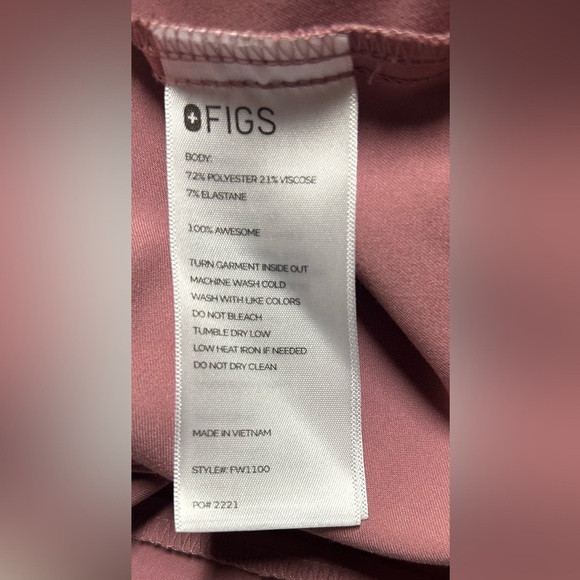 FIGS
BODY:
72% POLYESTER 21% VISCOSE
7% ELASTANE
100% AWESOME
TURN GARMENT INSIDE OUT
MACHINE WASH COLD
WASH WITH LIKE COLORS
DO NOT BLEACH
TUMBLE DRY LOW
LOW HEAT IRON IF NEEDED
DO NOT DRY CLEAN
MADE IN VIETNAM
STYLE#: FW1100
PO# 2221